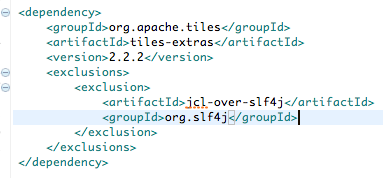 <dependency>
<groupId>org.apache.tiles</groupId>
<artifactId>tiles-extras</artifactId>
<version>2.2.2</version>
<exclusions>
<exclusion>
<artifactId>jcl-over-slf4j</artifactId>
<groupId>org.slf4j</groupId>
</exclusion>
</exclusions>
</dependency>